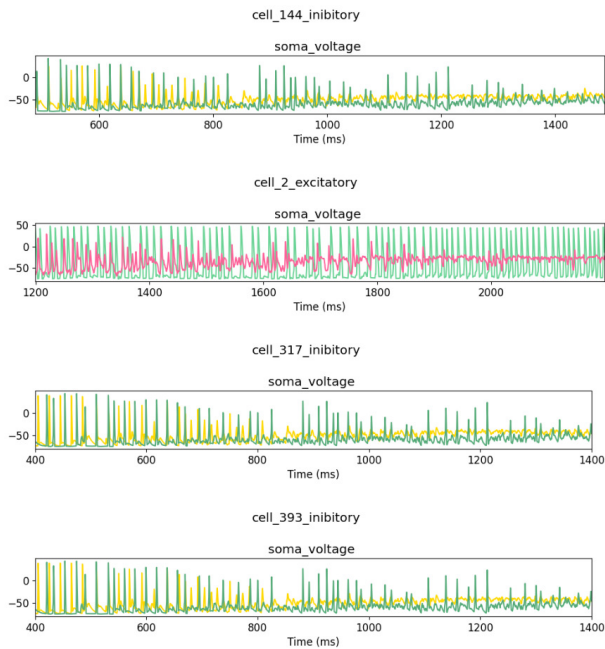 cell_144_inibitory
soma_voltage
0
−50
600 800 1000 1200 1400
Time (ms)
cell_2_excitatory
soma_voltage
50
0
−50
1200 1400 1600 1800 2000
Time (ms)
cell_317_inibitory
soma_voltage
0
−50
400 600 800 1000 1200 1400
Time (ms)
cell_393_inibitory
soma_voltage
0
−50
400 600 800 1000 1200 1400
Time (ms)